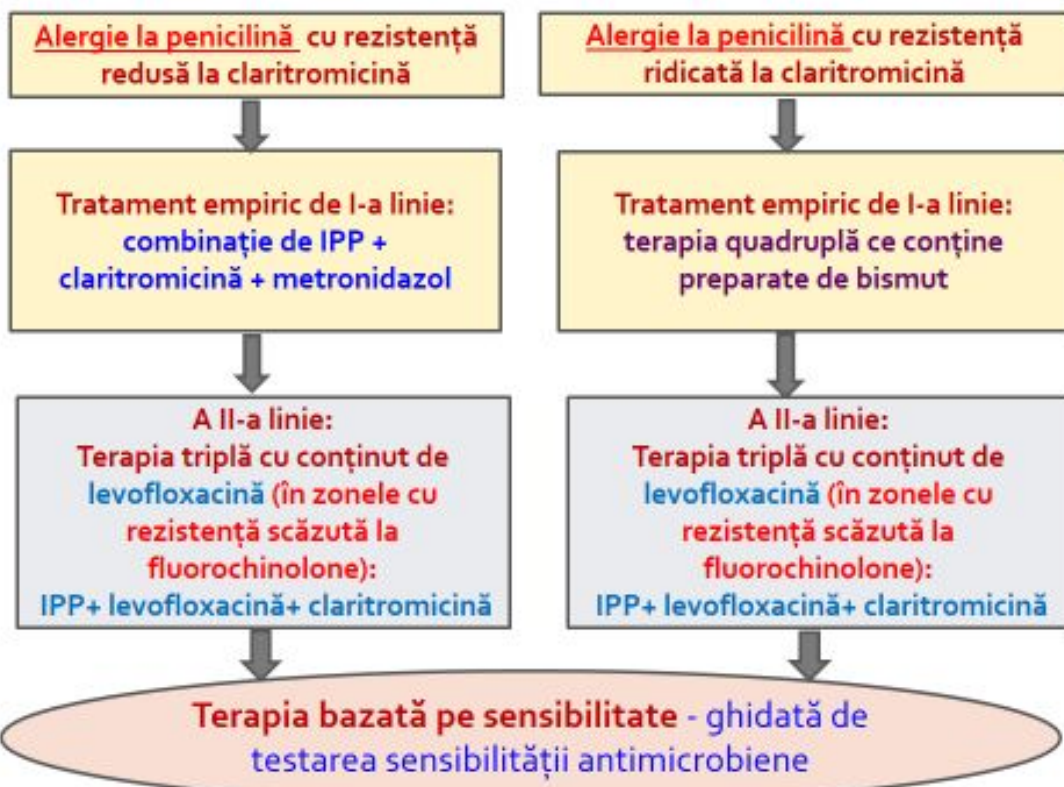 Alergie la penicilină cu rezistență
redusă la claritromicină
Tratament empiric de I-a linie:
combinație de IPP +
claritromicină + metronidazol
A II-a linie:
Terapia triplă cu conținut de
levofloxacină (în zonele cu
rezistență scăzută la
fluorochinolone):
IPP+ levofloxacină+ claritromicină
Alergie la penicilină cu rezistență
ridicată la claritromicină
Tratament empiric de I-a linie:
terapia quadruplă ce conține
preparate de bismut
A II-a linie:
Terapia triplă cu conținut de
levofloxacină (în zonele cu
rezistență scăzută la
fluorochinolone):
IPP+ levofloxacină+ claritromicină
Terapia bazată pe sensibilitate - ghidată de
testarea sensibilității antimicrobiene